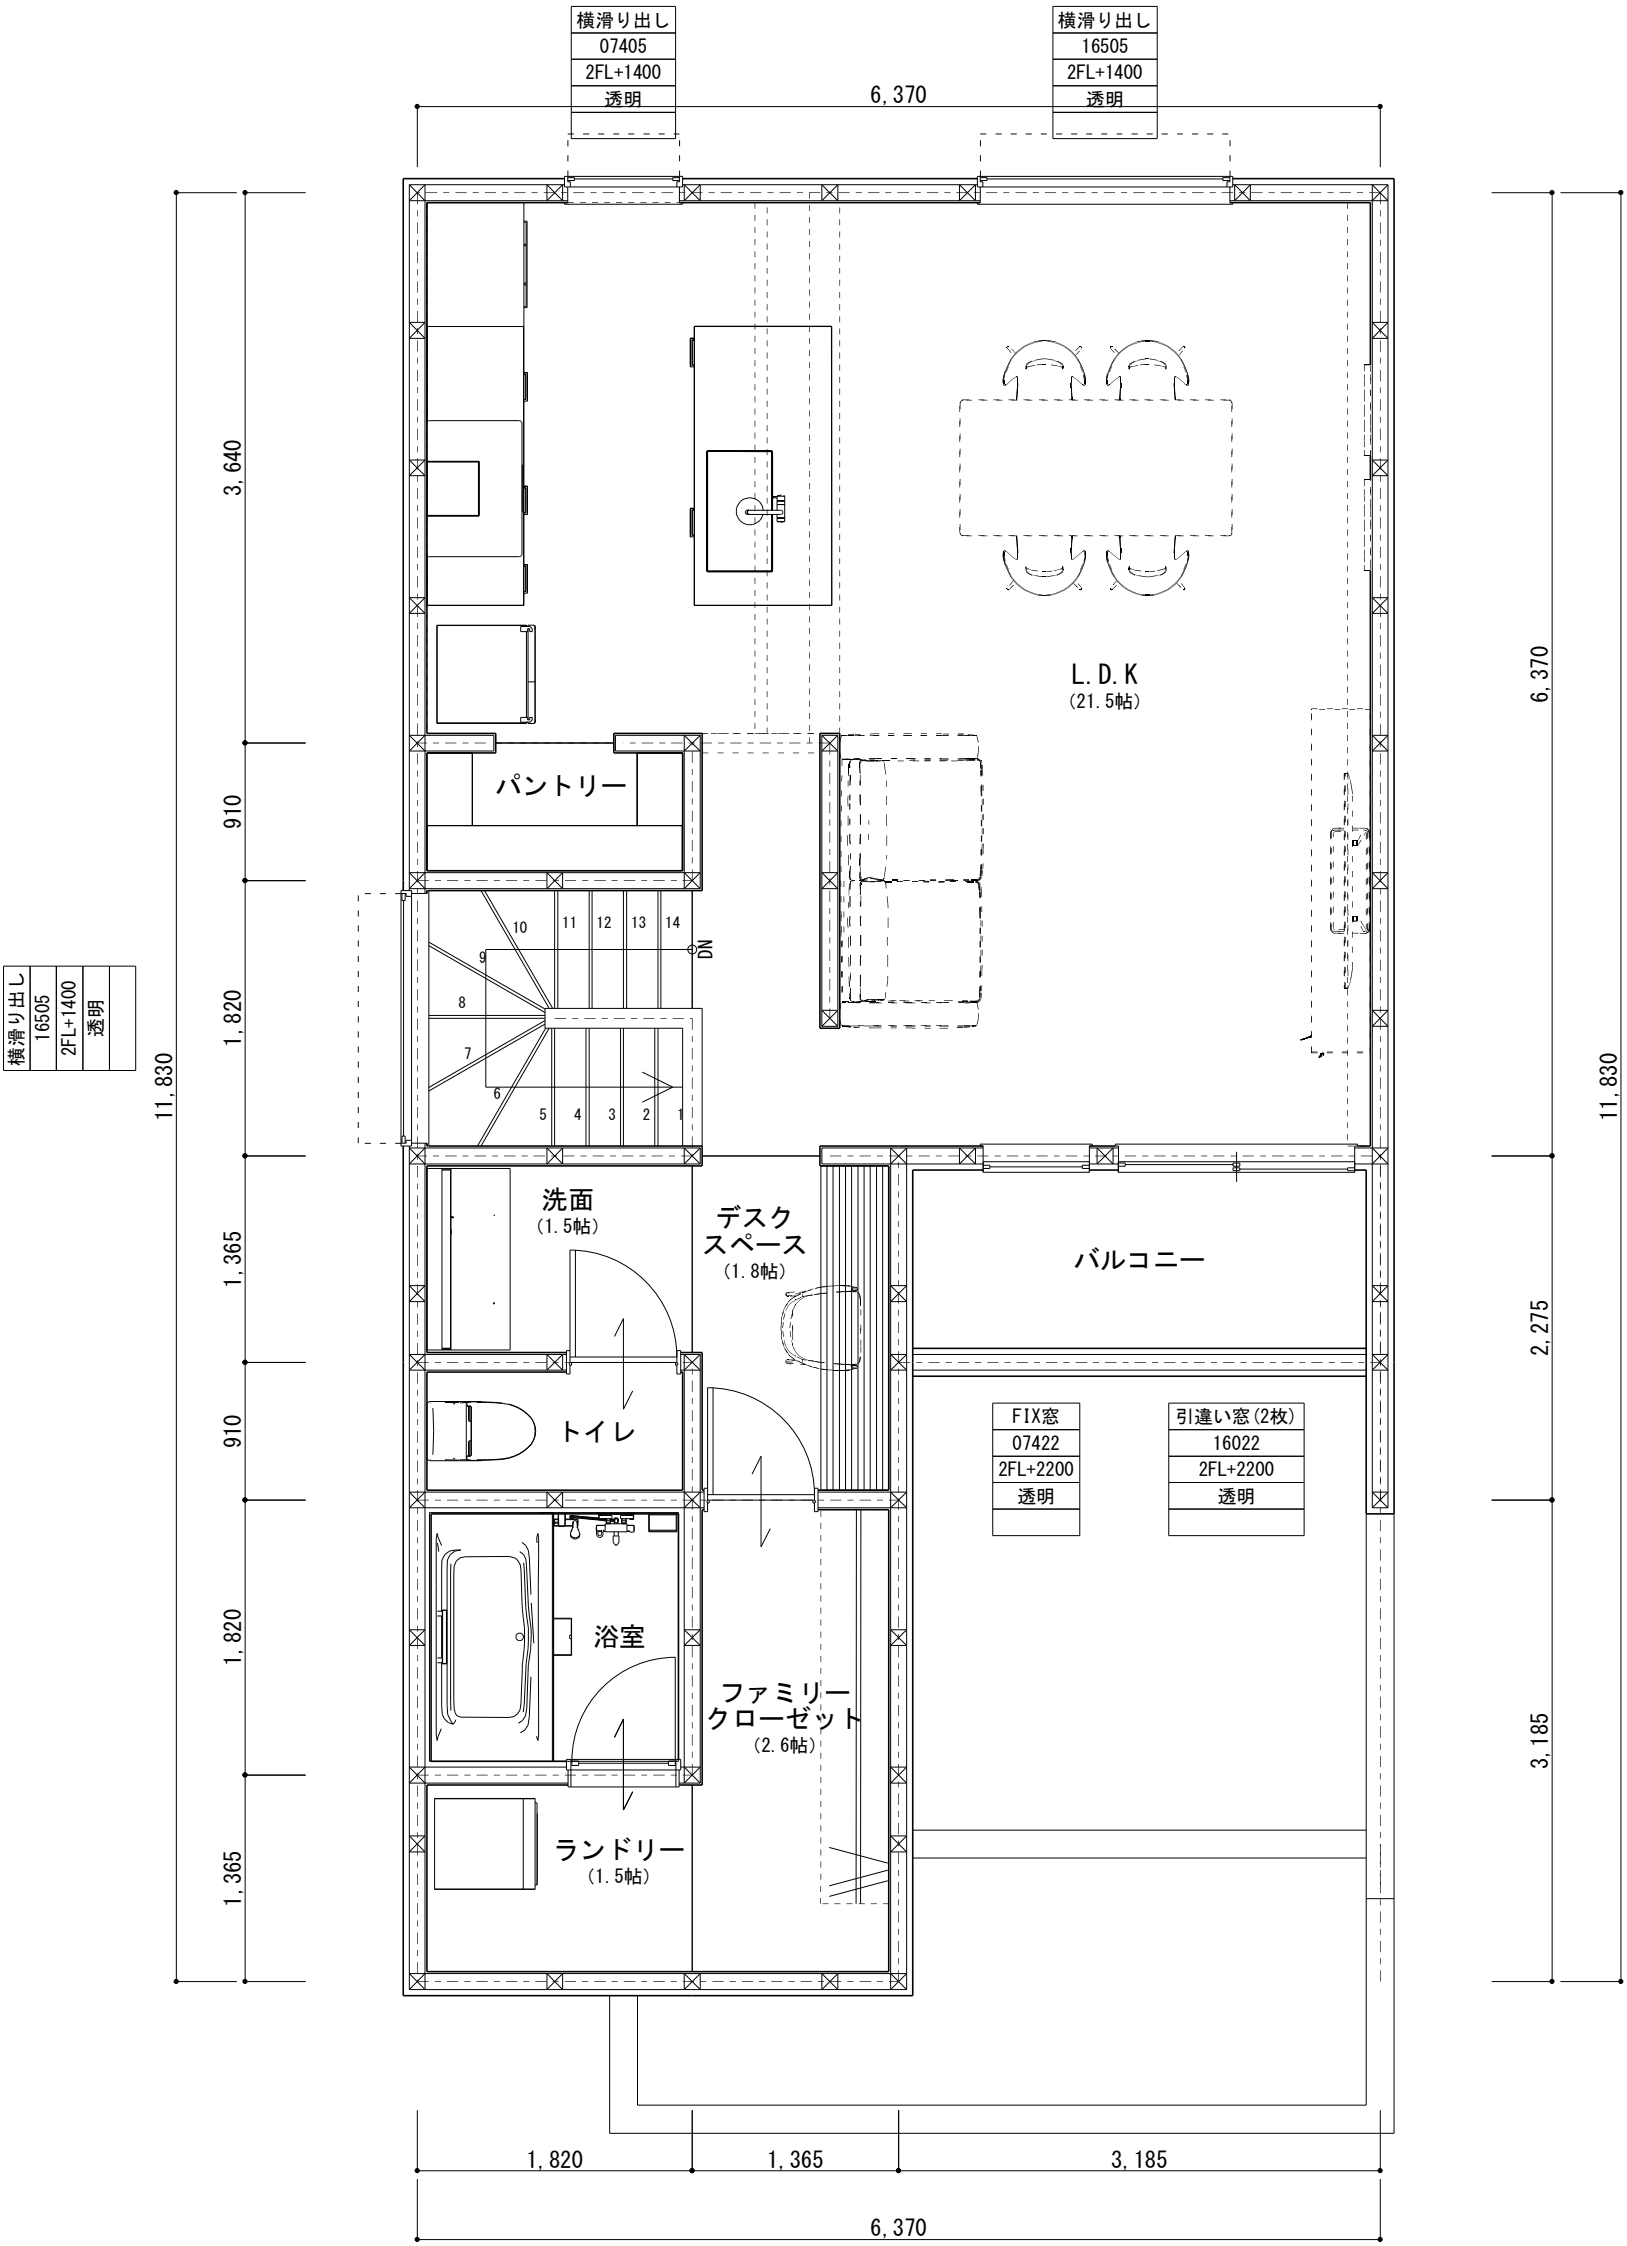 横滑り出し
07405
2FL+1400
透明
横滑り出し
16505
2FL+1400
透明
6,370
3,640
910
1,820
11,830
1,365
910
1,820
1,365
横滑り出し
16505
2FL+1400
透明
L.D.K
(21.5帖)
パントリー
10
11
12
13
14
DN
9
8
7
6
5
4
3
2
1
洗面
(1.5帖)
デスク
スペース
(1.8帖)
バルコニー
トイレ
FIX窓
07422
2FL+2200
透明
引違い窓(2枚)
16022
2FL+2200
透明
浴室
ファミリー
クローゼット
(2.6帖)
ランドリー
(1.5帖)
6,370
11,830
2,275
3,185
1,820
1,365
3,185
6,370